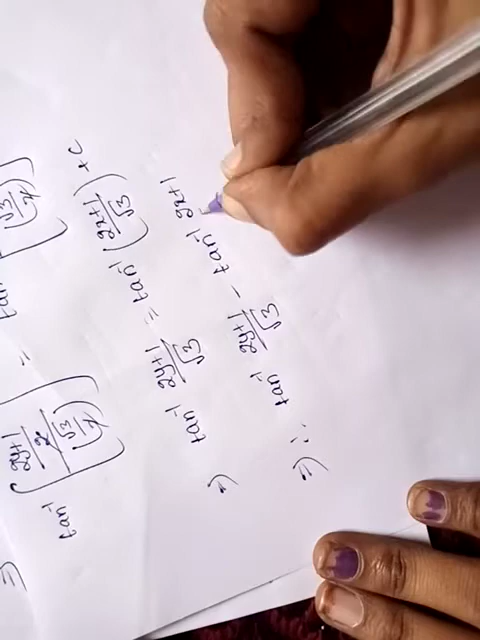 ⇒ tan⁻¹ [(2y+1)/2 / (√3/2)] = tan
⇒ tan⁻¹ (2y+1)/√3 = tan⁻¹((2x+1)/√3) + c
⇒ ∴ tan⁻¹ (2y+1)/√3 − tan⁻¹ 2x+1